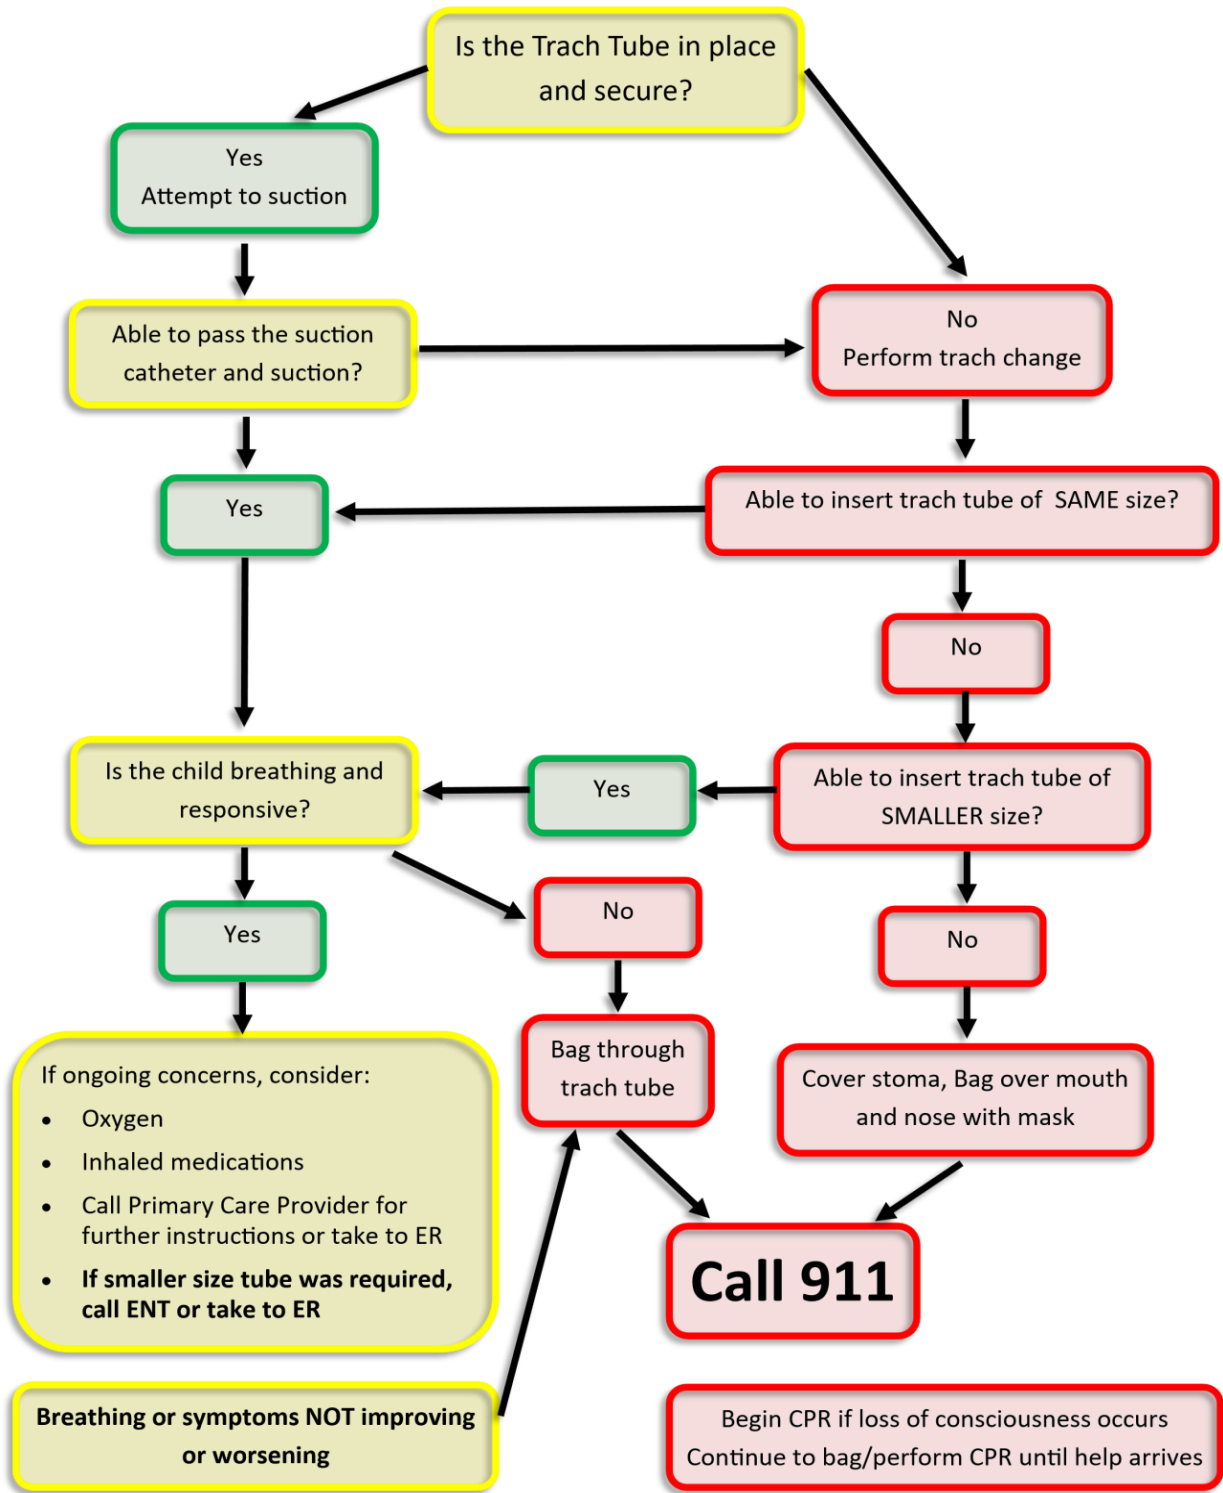 Is the Trach Tube in place
and secure?
Yes
Attempt to suction
Able to pass the suction
catheter and suction?
No
Perform trach change
Yes
Able to insert trach tube of SAME size?
No
Is the child breathing and
responsive?
Yes
Able to insert trach tube of
SMALLER size?
Yes
No
No
If ongoing concerns, consider:
• Oxygen
• Inhaled medications
• Call Primary Care Provider for
further instructions or take to ER
• If smaller size tube was required,
call ENT or take to ER
Bag through
trach tube
Cover stoma, Bag over mouth
and nose with mask
Call 911
Breathing or symptoms NOT improving
or worsening
Begin CPR if loss of consciousness occurs
Continue to bag/perform CPR until help arrives